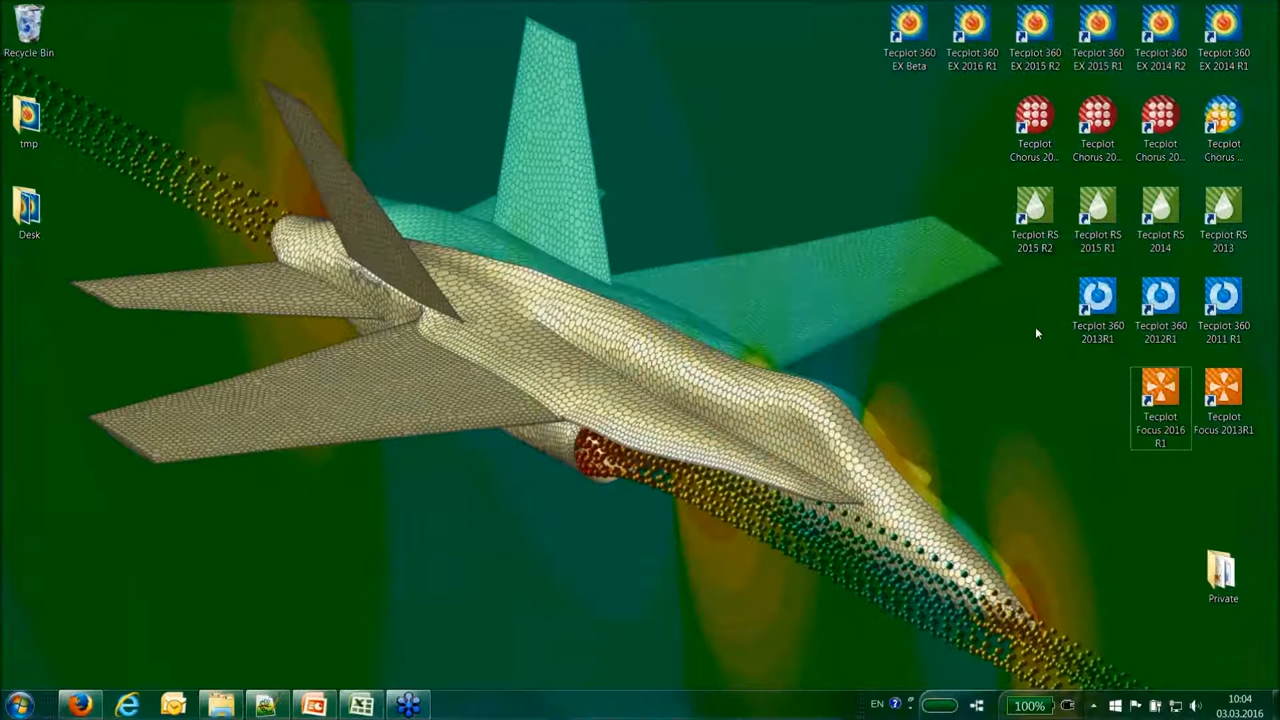 Recycle Bin
tmp
Desk
Tecplot 360
EX Beta
Tecplot 360
EX 2016 R1
Tecplot 360
EX 2015 R2
Tecplot 360
EX 2015 R1
Tecplot 360
EX 2014 R2
Tecplot 360
EX 2014 R1
Tecplot
Chorus 20...
Tecplot
Chorus 20...
Tecplot
Chorus 20...
Tecplot
Chorus ...
Tecplot RS
2015 R2
Tecplot RS
2015 R1
Tecplot RS
2014
Tecplot RS
2013
Tecplot 360
2013R1
Tecplot 360
2012R1
Tecplot 360
2011 R1
Tecplot
Focus 2016
R1
Tecplot
Focus 2013R1
Private
EN
100%
10:04
03.03.2016